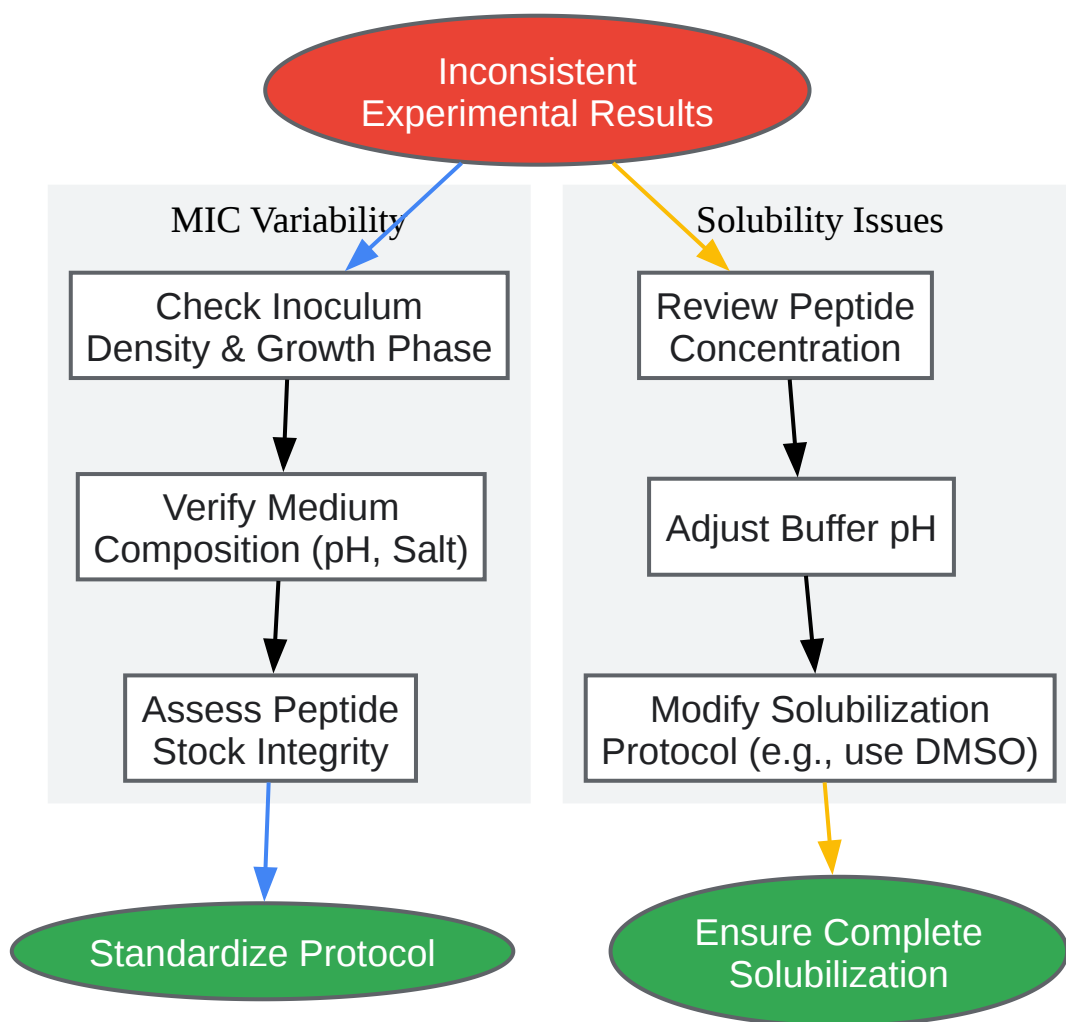 Inconsistent
Experimental Results
MIC Variability
Check Inoculum
Density & Growth Phase
Verify Medium
Composition (pH, Salt)
Assess Peptide
Stock Integrity
Standardize Protocol
Solubility Issues
Review Peptide
Concentration
Adjust Buffer pH
Modify Solubilization
Protocol (e.g., use DMSO)
Ensure Complete
Solubilization